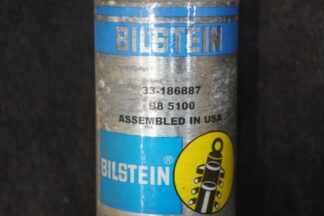 BILSTEIN
33-186887
B8 5100
ASSEMBLED IN USA
BILSTEIN®